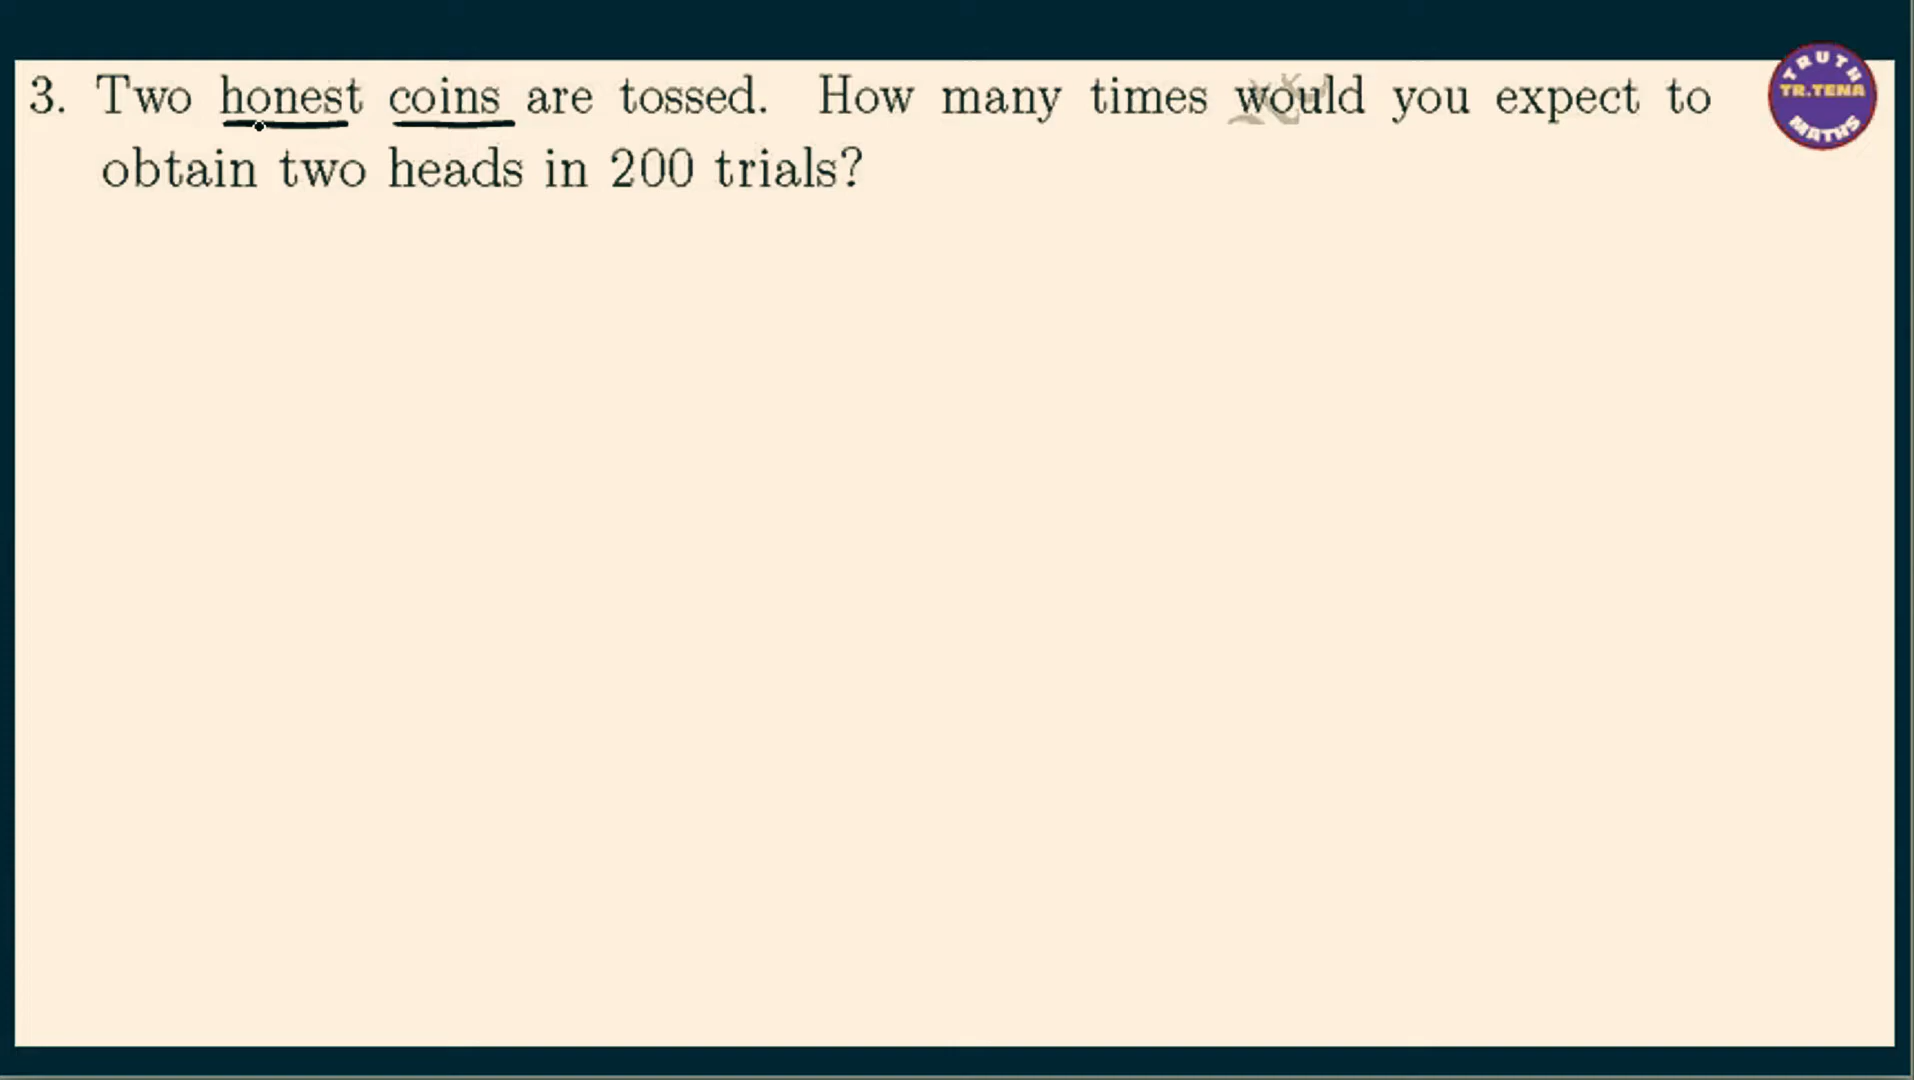 3. Two honest coins are tossed. How many times would you expect to
obtain two heads in 200 trials?
TRUTH
TR.TENA
MATHS